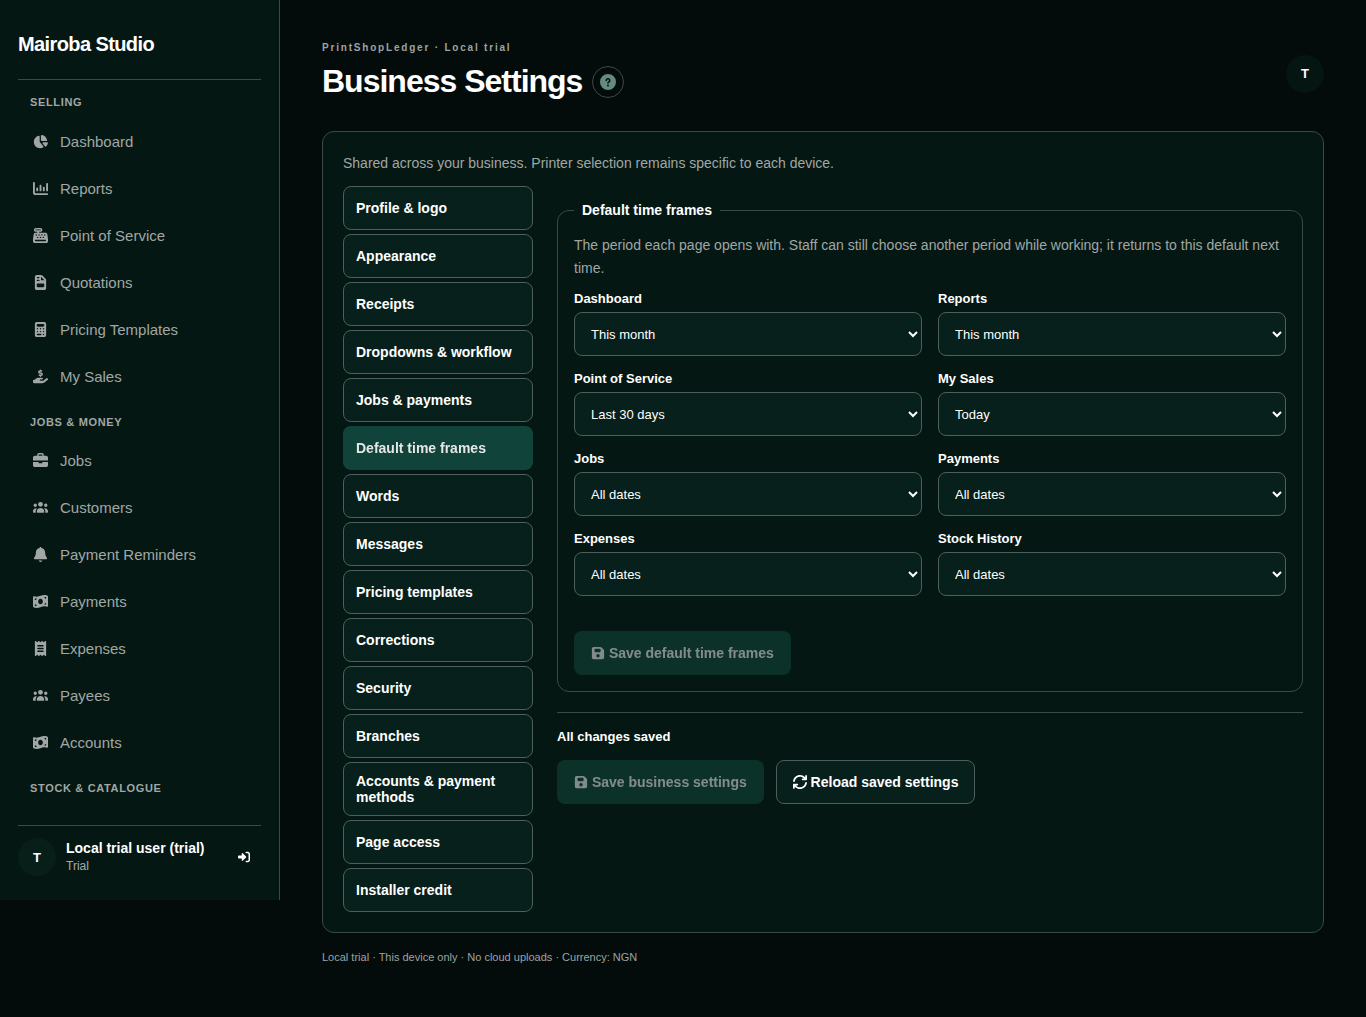 Mairoba Studio
SELLING
Dashboard
Reports
Point of Service
Quotations
Pricing Templates
My Sales
JOBS & MONEY
Jobs
Customers
Payment Reminders
Payments
Expenses
Payees
Accounts
STOCK & CATALOGUE
T
Local trial user (trial)
Trial
PrintShopLedger · Local trial
Business Settings
?
T
Shared across your business. Printer selection remains specific to each device.
Profile & logo
Appearance
Receipts
Dropdowns & workflow
Jobs & payments
Default time frames
Words
Messages
Pricing templates
Corrections
Security
Branches
Accounts & payment
methods
Page access
Installer credit
Default time frames
The period each page opens with. Staff can still choose another period while working; it returns to this default next
time.
Dashboard
This month
Reports
This month
Point of Service
Last 30 days
My Sales
Today
Jobs
All dates
Payments
All dates
Expenses
All dates
Stock History
All dates
Save default time frames
All changes saved
Save business settings
Reload saved settings
Local trial · This device only · No cloud uploads · Currency: NGN